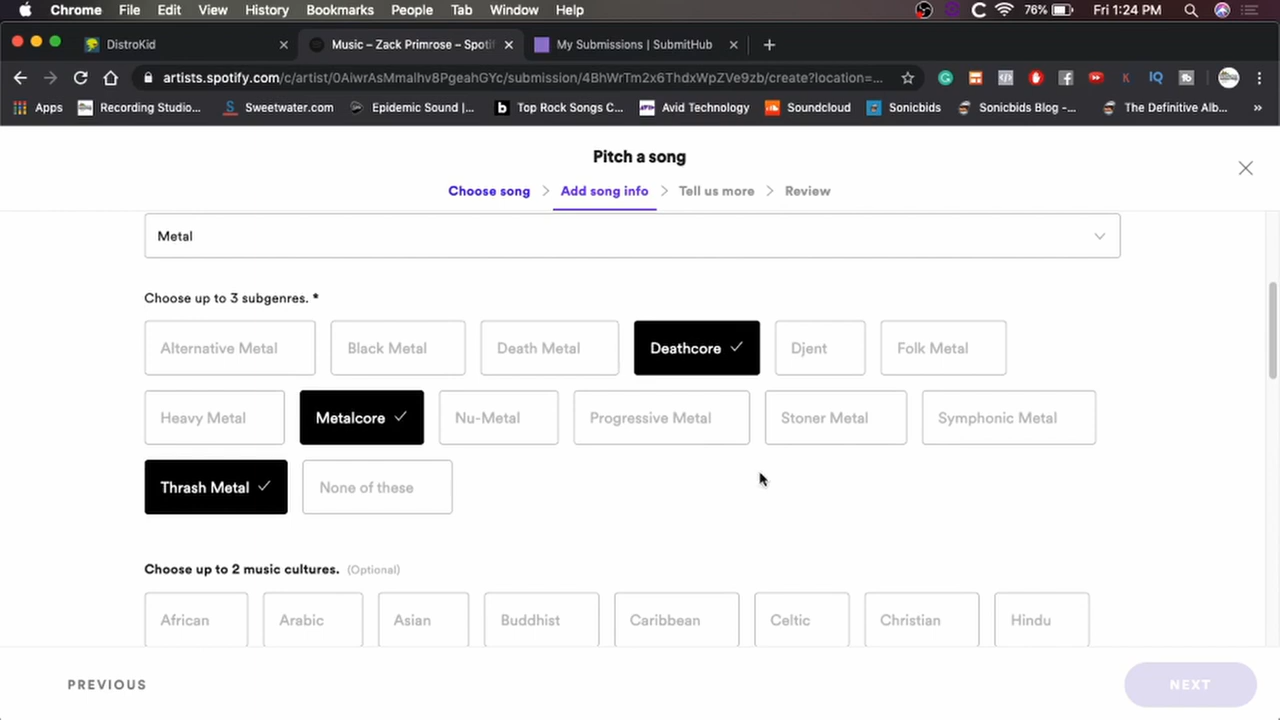 Chrome File Edit View History Bookmarks People Tab Window Help 76% Fri 1:24 PM
DistroKid Music – Zack Primrose – Spotif My Submissions | SubmitHub
artists.spotify.com/c/artist/0AiwrAsMmalhv8PgeahGYc/submission/4BhWrTm2x6ThdxWpZVe9zb/create?location=...
Apps Recording Studio... Sweetwater.com Epidemic Sound |... Top Rock Songs C... Avid Technology Soundcloud Sonicbids Sonicbids Blog -... The Definitive Alb... »
Pitch a song
Choose song > Add song info > Tell us more > Review
Metal
Choose up to 3 subgenres. *
Alternative Metal Black Metal Death Metal Deathcore Djent Folk Metal
Heavy Metal Metalcore Nu-Metal Progressive Metal Stoner Metal Symphonic Metal
Thrash Metal None of these
Choose up to 2 music cultures. (Optional)
African Arabic Asian Buddhist Caribbean Celtic Christian Hindu
PREVIOUS NEXT